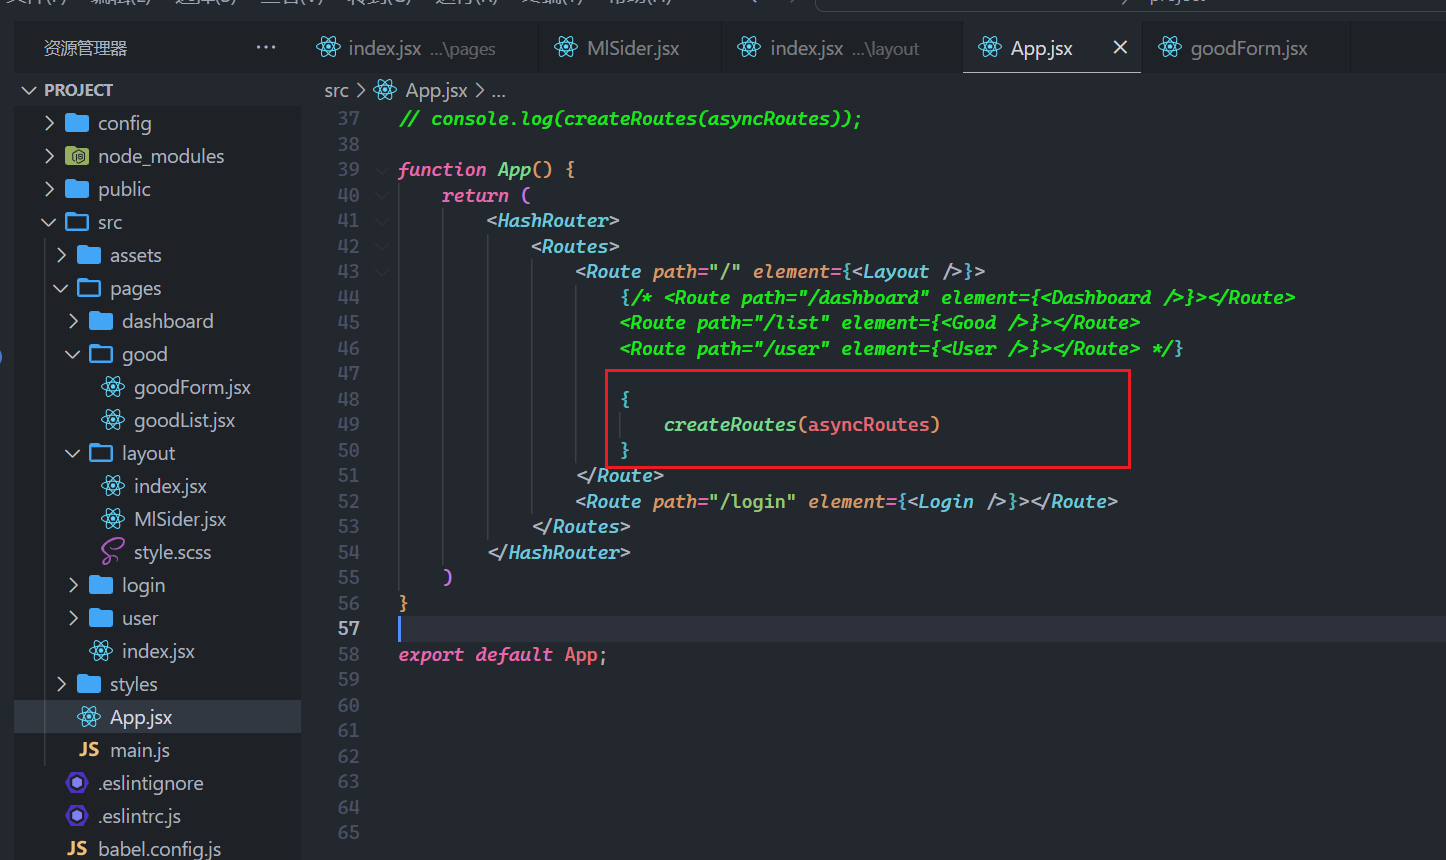 资源管理器 ···
index.jsx ...\pages
MlSider.jsx
index.jsx ...\layout
App.jsx
goodForm.jsx
PROJECT
config
node_modules
public
src
assets
pages
dashboard
good
goodForm.jsx
goodList.jsx
layout
index.jsx
MlSider.jsx
style.scss
login
user
index.jsx
styles
App.jsx
JS main.js
.eslintignore
.eslintrc.js
JS babel.config.js
src > App.jsx > ...
37 // console.log(createRoutes(asyncRoutes));
38
39 function App() {
40 return (
41 <HashRouter>
42 <Routes>
43 <Route path="/" element={<Layout />}>
44 {/* <Route path="/dashboard" element={<Dashboard />}></Route>
45 <Route path="/list" element={<Good />}></Route>
46 <Route path="/user" element={<User />}></Route> */}
47
48 {
49 createRoutes(asyncRoutes)
50 }
51 </Route>
52 <Route path="/login" element={<Login />}></Route>
53 </Routes>
54 </HashRouter>
55 )
56 }
57
58 export default App;
59
60
61
62
63
64
65